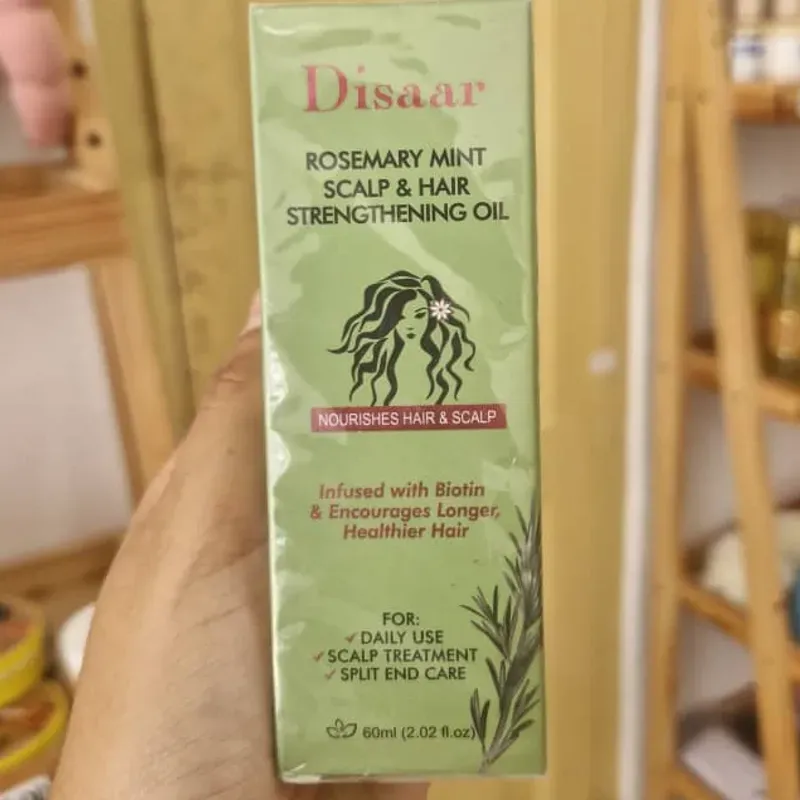 Disaar
ROSEMARY MINT
SCALP & HAIR
STRENGTHENING OIL
NOURISHES HAIR & SCALP
Infused with Biotin
& Encourages Longer,
Healthier Hair
FOR:
✓DAILY USE
✓SCALP TREATMENT
✓SPLIT END CARE
60ml (2.02 fl.oz)